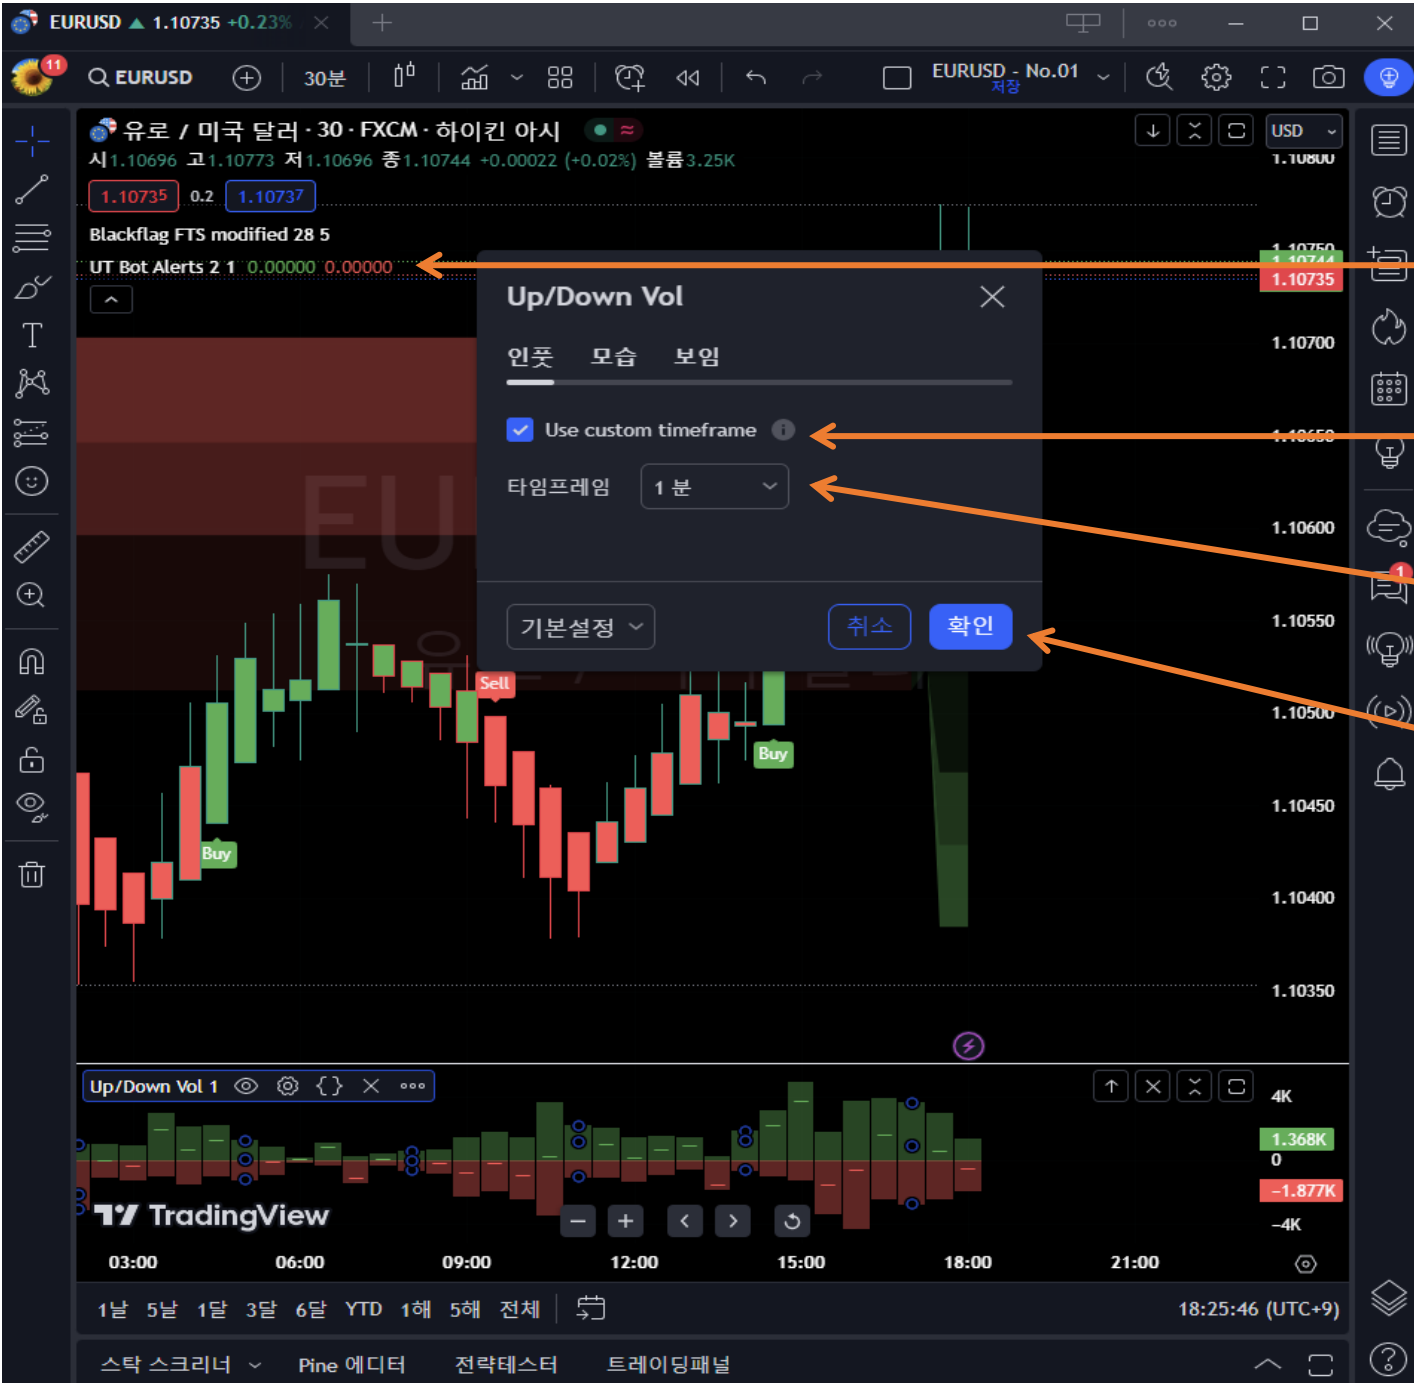 EURUSD ▲ 1.10735 +0.23%
11
EURUSD
30분
EURUSD - No.01
저장
유로 / 미국 달러 · 30 · FXCM · 하이킨 아시
USD
시1.10696 고1.10773 저1.10696 종1.10744 +0.00022 (+0.02%) 볼륨3.25K
1.10800
1.10735 0.2 1.10737
Blackflag FTS modified 28 5
UT Bot Alerts 2 1 0.00000 0.00000
1.10750
1.10744
1.10735
Up/Down Vol
인풋 모습 보임
Use custom timeframe
타임프레임 1 분
기본설정 취소 확인
1.10700
1.10650
1.10600
1
1.10550
1.10500
1.10450
1.10400
1.10350
Sell
Buy
Buy
Up/Down Vol 1
4K
1.368K
0
−1.877K
−4K
TradingView
03:00 06:00 09:00 12:00 15:00 18:00 21:00
1날 5날 1달 3달 6달 YTD 1해 5해 전체
18:25:46 (UTC+9)
스탁 스크리너 Pine 에디터 전략테스터 트레이딩패널